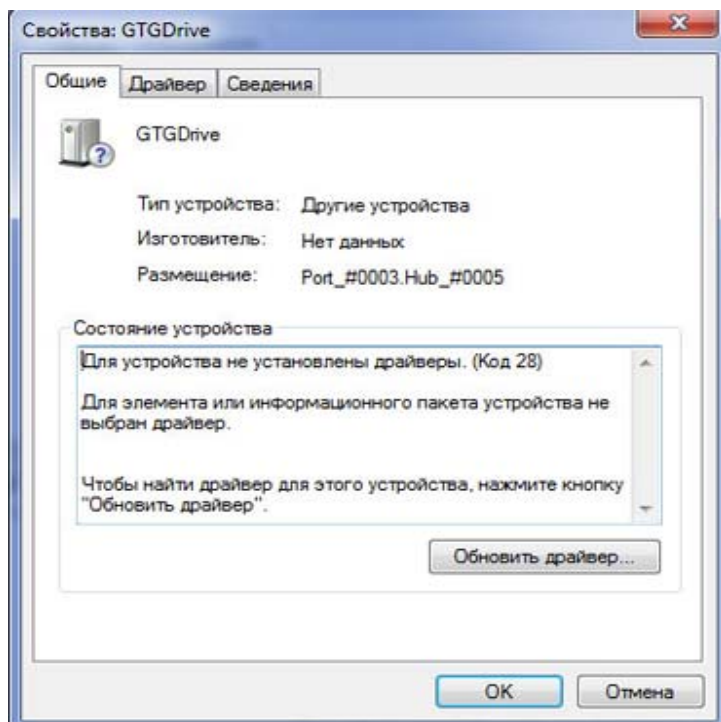 Свойства: GTGDrive
Общие Драйвер Сведения
GTGDrive
Тип устройства: Другие устройства
Изготовитель: Нет данных
Размещение: Port_#0003.Hub_#0005
Состояние устройства
Для устройства не установлены драйверы. (Код 28)
Для элемента или информационного пакета устройства не
выбран драйвер.
Чтобы найти драйвер для этого устройства, нажмите кнопку
"Обновить драйвер".
Обновить драйвер...
OK Отмена